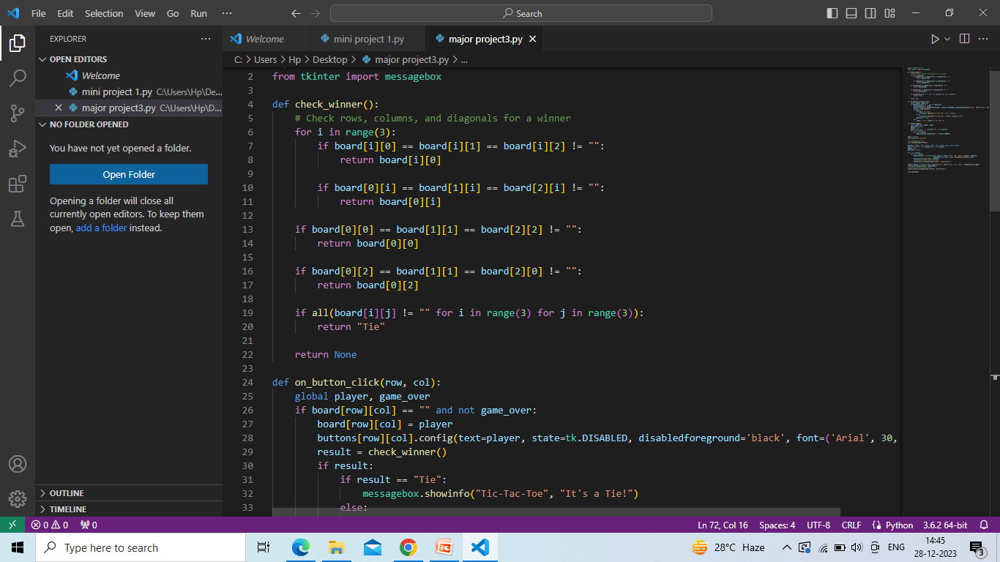 File Edit Selection View Go Run ··· Search
EXPLORER ···
OPEN EDITORS
Welcome
mini project 1.py C:\Users\Hp\De...
major project3.py C:\Users\Hp\D...
NO FOLDER OPENED
You have not yet opened a folder.
Open Folder
Opening a folder will close all
currently open editors. To keep them
open, add a folder instead.
OUTLINE
TIMELINE
Welcome mini project 1.py major project3.py
C: > Users > Hp > Desktop > major project3.py > ...
2 from tkinter import messagebox
3
4 def check_winner():
5     # Check rows, columns, and diagonals for a winner
6     for i in range(3):
7         if board[i][0] == board[i][1] == board[i][2] != "":
8             return board[i][0]
9
10         if board[0][i] == board[1][i] == board[2][i] != "":
11             return board[0][i]
12
13     if board[0][0] == board[1][1] == board[2][2] != "":
14         return board[0][0]
15
16     if board[0][2] == board[1][1] == board[2][0] != "":
17         return board[0][2]
18
19     if all(board[i][j] != "" for i in range(3) for j in range(3)):
20         return "Tie"
21
22     return None
23
24 def on_button_click(row, col):
25     global player, game_over
26     if board[row][col] == "" and not game_over:
27         board[row][col] = player
28         buttons[row][col].config(text=player, state=tk.DISABLED, disabledforeground='black', font=('Arial', 30,
29         result = check_winner()
30         if result:
31             if result == "Tie":
32                 messagebox.showinfo("Tic-Tac-Toe", "It's a Tie!")
33             else:
0 0 0 Ln 72, Col 16 Spaces: 4 UTF-8 CRLF Python 3.6.2 64-bit
Type here to search 28°C Haze ENG 14:45
28-12-2023 3